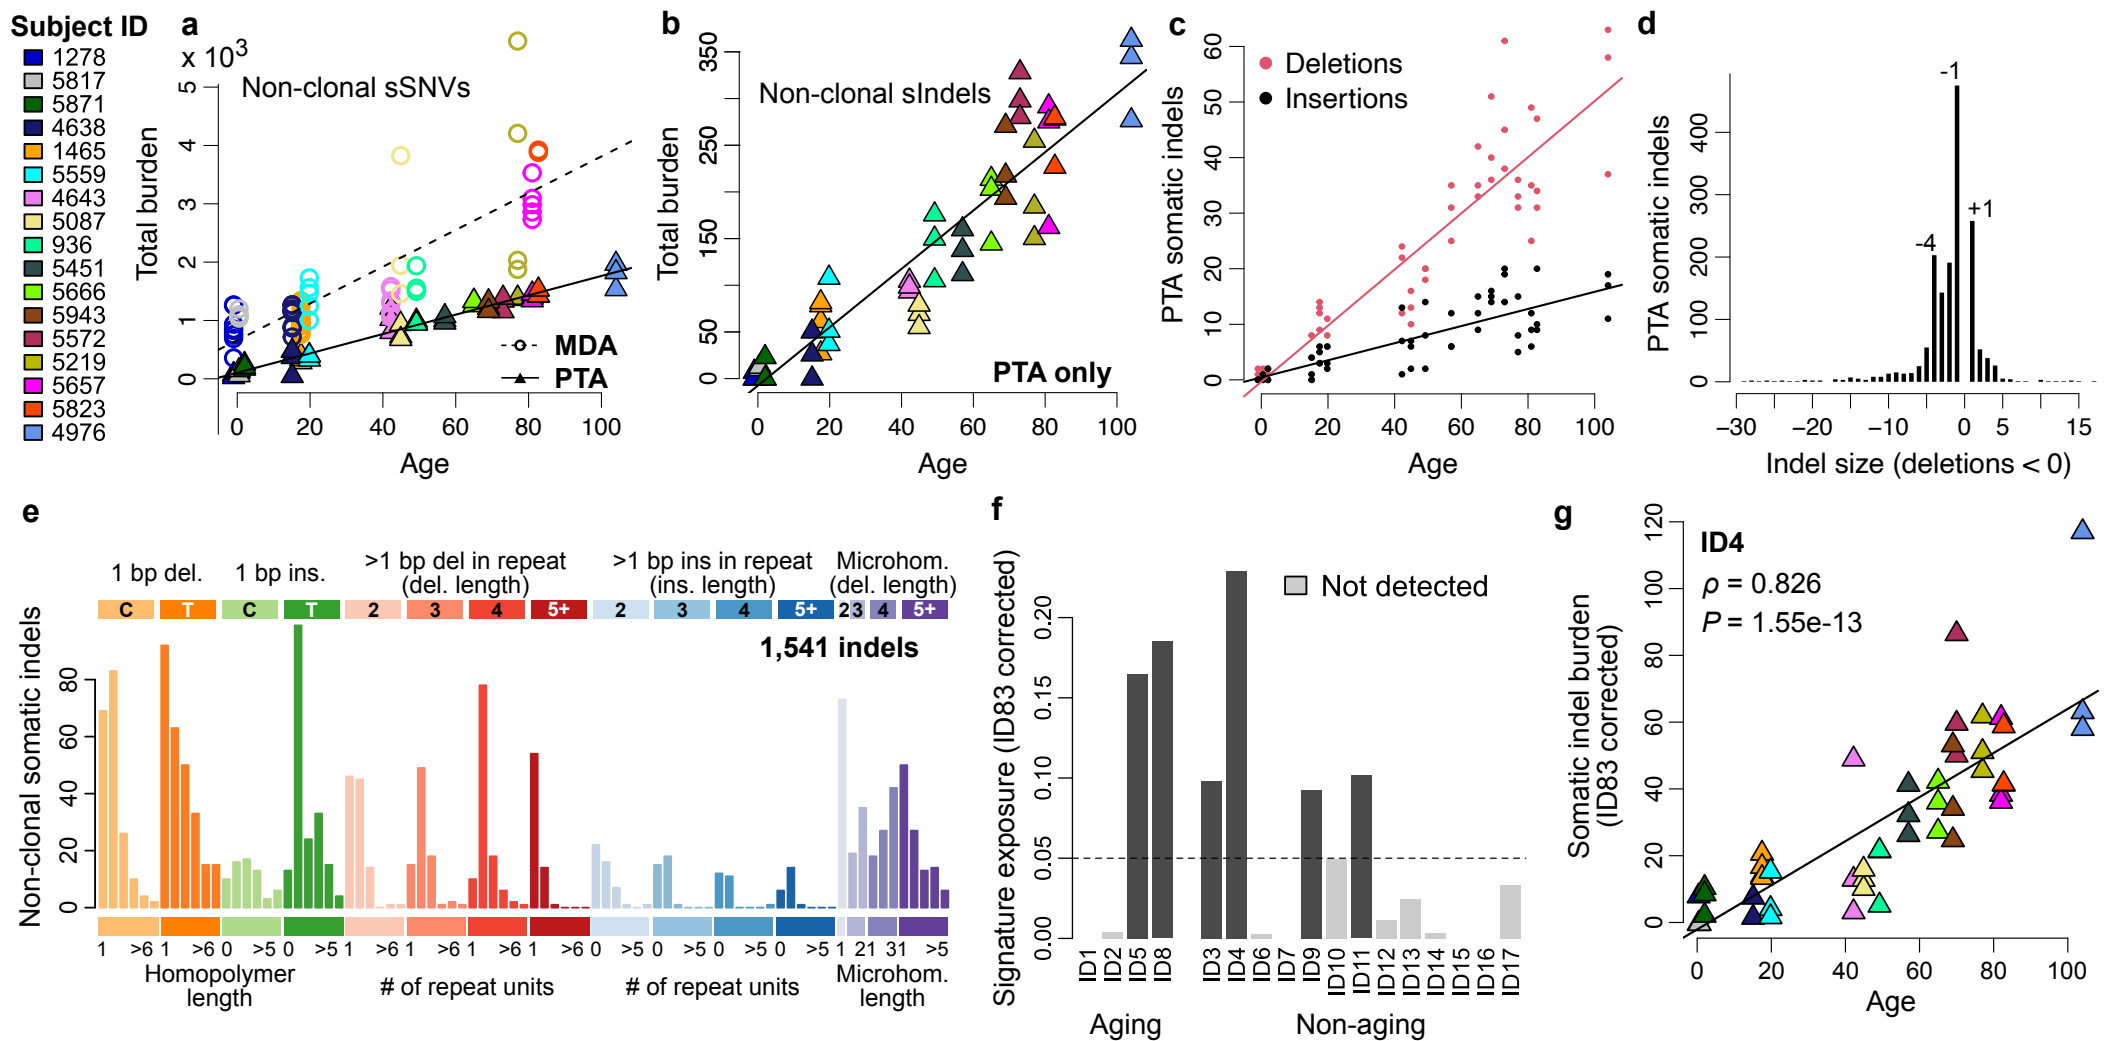 Subject ID
1278
5817
5871
4638
1465
5559
4643
5087
936
5451
5666
5943
5572
5219
5657
5823
4976
a
x 10³
Non-clonal sSNVs
Total burden
5
4
3
2
1
0
MDA
PTA
0 20 40 60 80 100
Age
b
Non-clonal sIndels
Total burden
350
250
150
50
0
PTA only
0 20 40 60 80 100
Age
c
Deletions
Insertions
PTA somatic indels
60
50
40
30
20
10
0
0 20 40 60 80 100
Age
d
-1
+1
-4
PTA somatic indels
400
300
200
100
0
−30 −20 −10 0 5 15
Indel size (deletions < 0)
e
1 bp del.
1 bp ins.
>1 bp del in repeat
(del. length)
>1 bp ins in repeat
(ins. length)
Microhom.
(del. length)
C T C T 2 3 4 5+ 2 3 4 5+ 2 3 4 5+
1,541 indels
Non-clonal somatic indels
80
60
40
20
0
1 >6 1 >6 0 >5 0 >5 1 >6 1 >6 1 >6 1 >6 0 >5 0 >5 0 >5 0 >5 1 21 31 >5
Homopolymer
length
# of repeat units
# of repeat units
Microhom.
length
f
Signature exposure (ID83 corrected)
0.20
0.15
0.10
0.05
0.00
Not detected
ID1
ID2
ID5
ID8
ID3
ID4
ID6
ID7
ID9
ID10
ID11
ID12
ID13
ID14
ID15
ID16
ID17
Aging
Non-aging
g
ID4
ρ = 0.826
P = 1.55e-13
Somatic indel burden
(ID83 corrected)
120
100
80
60
40
20
0
0 20 40 60 80 100
Age